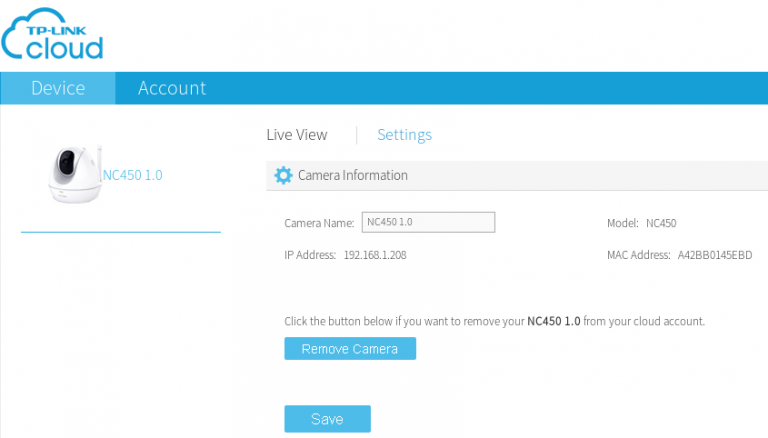 TP-LINK
cloud
Device Account
Live View Settings
NC450 1.0
Camera Information
Camera Name: NC450 1.0 Model: NC450
IP Address: 192.168.1.208 MAC Address: A42BB0145EBD
Click the button below if you want to remove your NC450 1.0 from your cloud account.
Remove Camera
Save